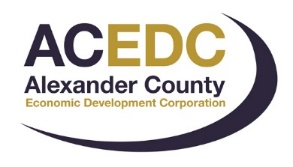 ACEDC
Alexander County
Economic Development Corporation